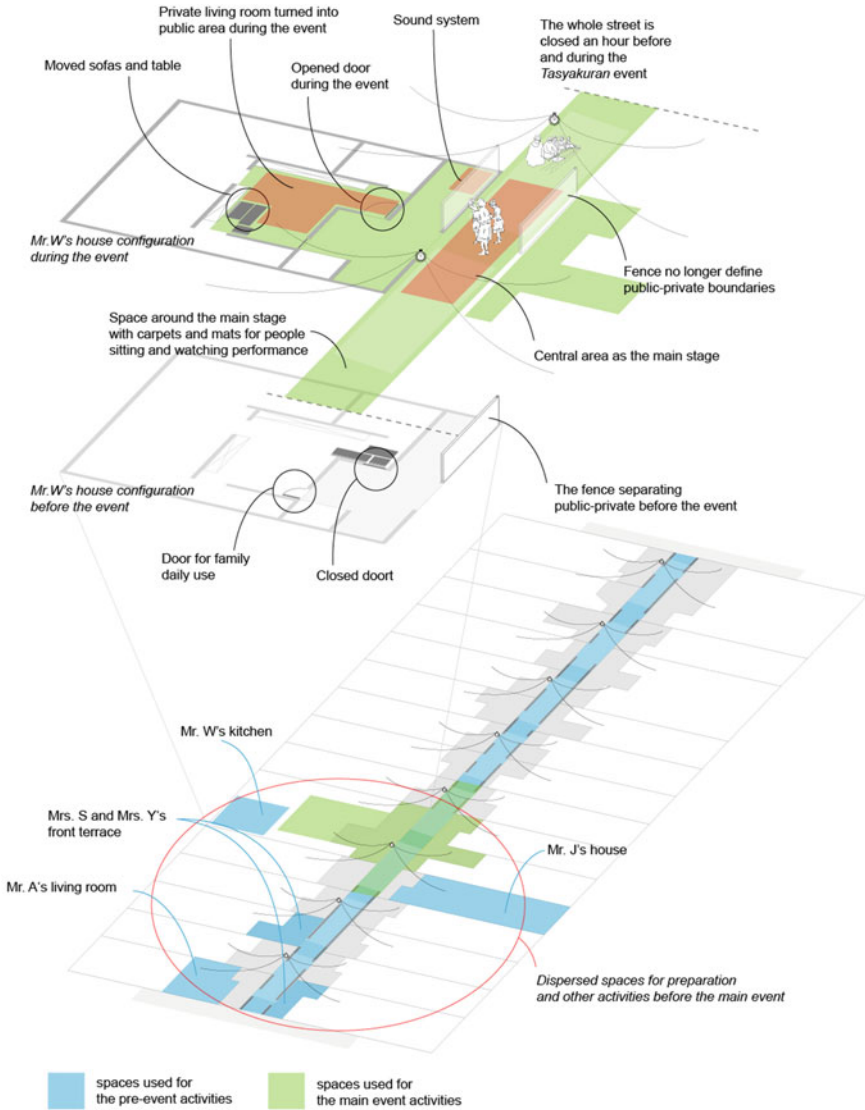 Private living room turned into
public area during the event
Sound system
The whole street is
closed an hour before
and during the
Tasyakuran event
Moved sofas and table
Opened door
during the event
Mr.W's house configuration
during the event
Fence no longer define
public-private boundaries
Space around the main stage
with carpets and mats for people
sitting and watching performance
Central area as the main stage
Mr.W's house configuration
before the event
The fence separating
public-private before the event
Door for family
daily use
Closed doort
Mr. W's kitchen
Mrs. S and Mrs. Y's
front terrace
Mr. J's house
Mr. A's living room
Dispersed spaces for preparation
and other activities before the main event
spaces used for
the pre-event activities
spaces used for
the main event activities